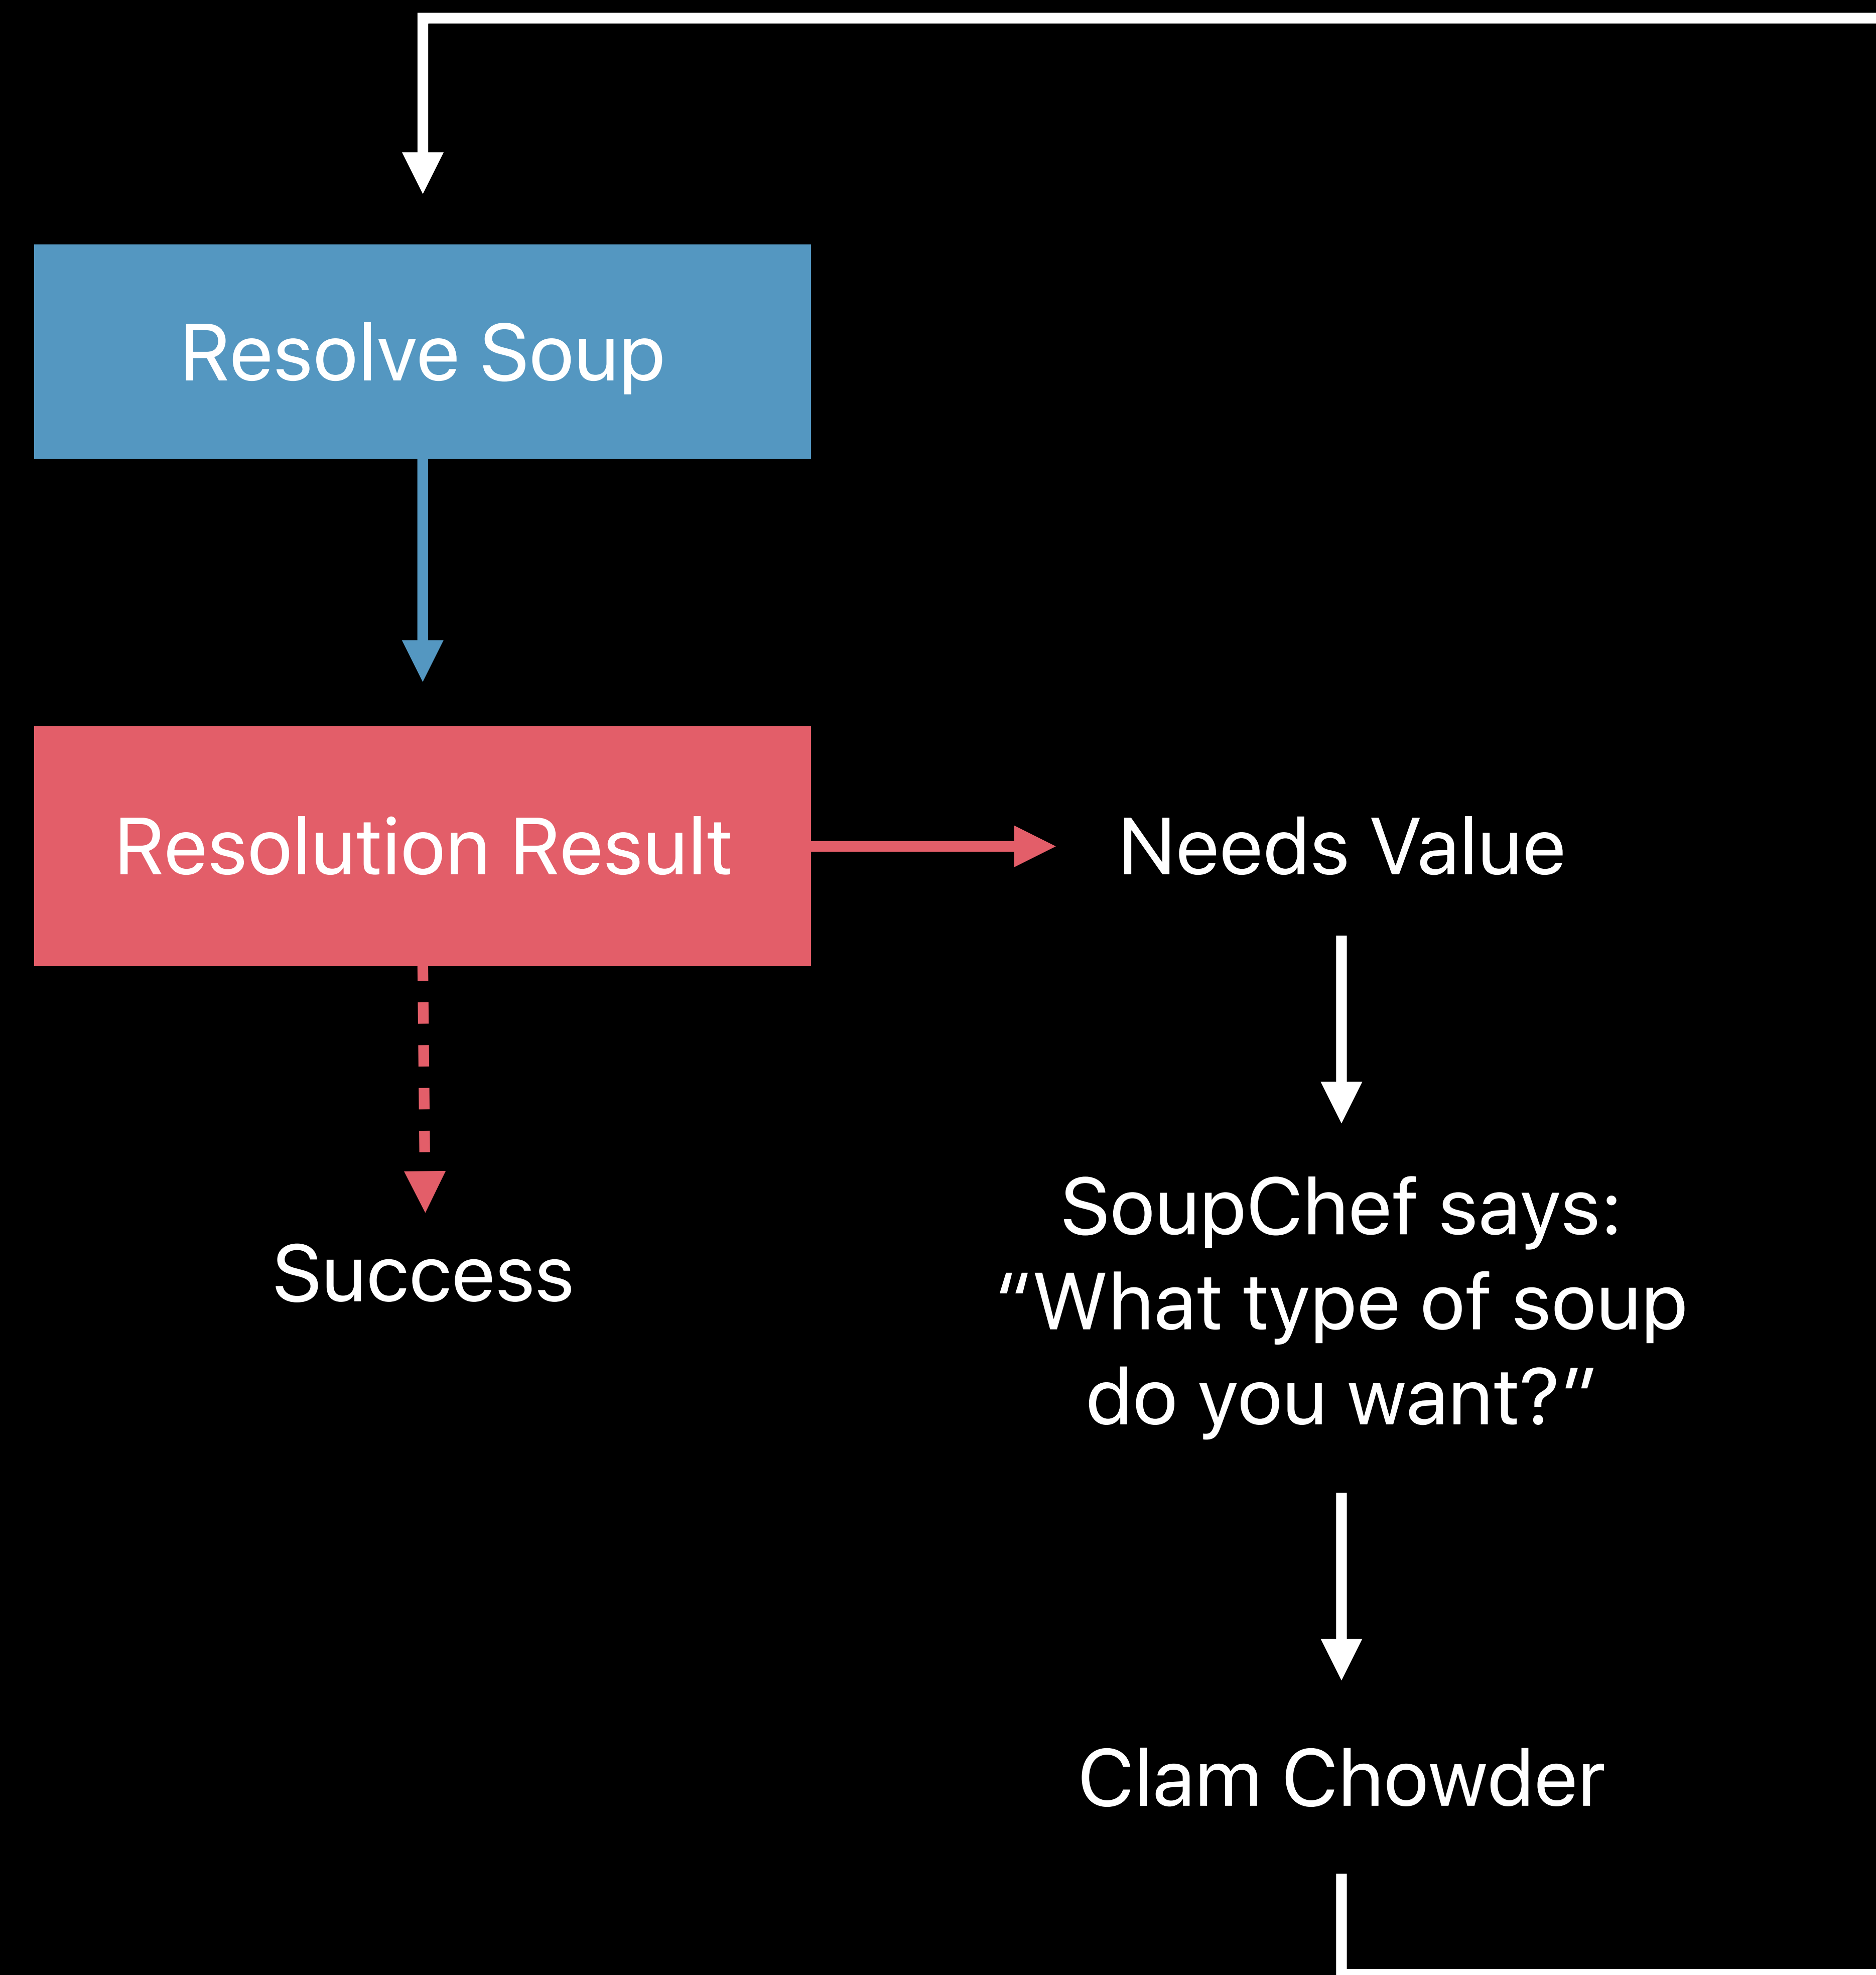 Resolve Soup
Resolution Result
Needs Value
Success
SoupChef says:
“What type of soup
do you want?”
Clam Chowder